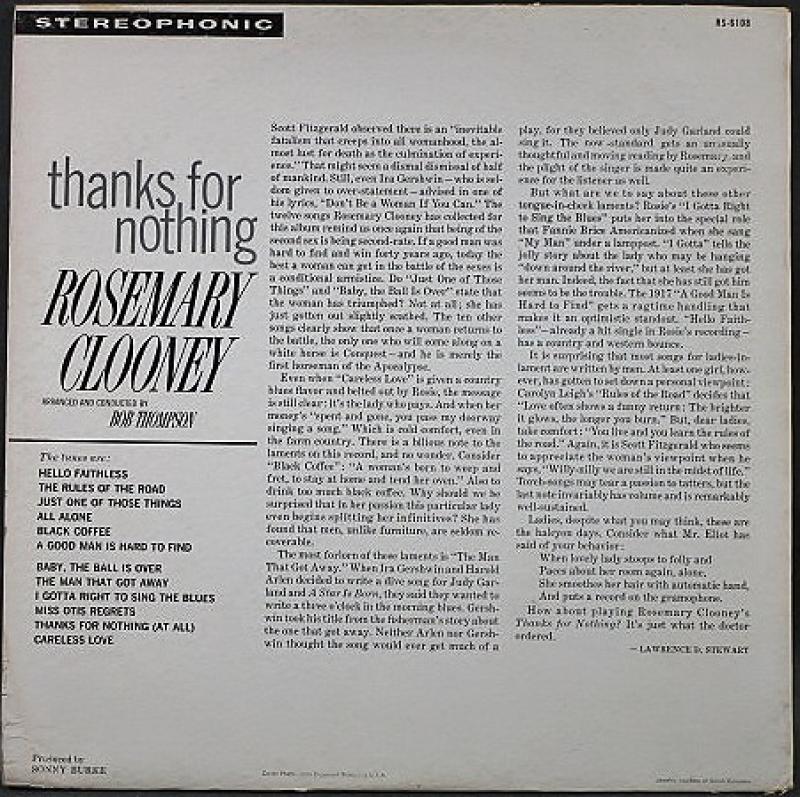 STEREOPHONIC
RS-6108
thanks for
nothing
ROSEMARY
CLOONEY
ARRANGED AND CONDUCTED BY
BOB THOMPSON
The tunes are:
HELLO FAITHLESS
THE RULES OF THE ROAD
JUST ONE OF THOSE THINGS
ALL ALONE
BLACK COFFEE
A GOOD MAN IS HARD TO FIND
BABY, THE BALL IS OVER
THE MAN THAT GOT AWAY
I GOTTA RIGHT TO SING THE BLUES
MISS OTIS REGRETS
THANKS FOR NOTHING (AT ALL)
CARELESS LOVE
Produced by
SONNY BURKE
Scott Fitzgerald observed there is an "inevitable
fatalism that creeps into all womanhood, the al-
most lust for death as the culmination of experi-
ence." That might seem a dismal dismissal of half
of mankind. Still, even Ira Gershwin – who is sel-
dom given to over-statement – advised in one of
his lyrics, "Don't Be a Woman If You Can." The
twelve songs Rosemary Clooney has collected for
this album remind us once again that being of the
second sex is being second-rate. If a good man was
hard to find and win forty years ago, today the
best a woman can get in the battle of the sexes is
a conditional armistice. Do "Just One of Those
Things" and "Baby, the Ball Is Over" state that
the woman has triumphed? Not at all; she has
just gotten out slightly scathed. The ten other
songs clearly show that once a woman returns to
the battle, the only one who will come along on a
white horse is Conquest – and he is merely the
first horseman of the Apocalypse.
Even when "Careless Love" is given a country
blues flavor and belted out by Rosie, the message
is still clear: it's the lady who pays. And when her
money's "spent and gone, you pass my doorway
singing a song." Which is cold comfort, even in
the farm country. There is a bilious note to the
laments on this record, and no wonder. Consider
"Black Coffee": "A woman's born to weep and
fret, to stay at home and tend her oven." Also to
drink too much black coffee. Why should we be
surprised that in her passion this particular lady
even begins splitting her infinitives? She has
found that men, unlike furniture, are seldom re-
coverable.
The most forlorn of these laments is "The Man
That Got Away." When Ira Gershwin and Harold
Arlen decided to write a dive song for Judy Gar-
land and A Star Is Born, they said they wanted to
write a three o'clock in the morning blues. Gersh-
win took his title from the fisherman's story about
the one that got away. Neither Arlen nor Gersh-
win thought the song would ever get much of a
play, for they believed only Judy Garland could
sing it. The now-standard gets an unusually
thoughtful and moving reading by Rosemary, and
the plight of the singer is made quite an experi-
ence for the listener as well.
But what are we to say about these other
tongue-in-cheek laments? Rosie's "I Gotta Right
to Sing the Blues" puts her into the special role
that Fannie Brice Americanized when she sang
"My Man" under a lamppost. "I Gotta" tells the
jolly story about the lady who may be hanging
"down around the river," but at least she has got
her man. Indeed, the fact that she has still got him
seems to be the trouble. The 1917 "A Good Man Is
Hard to Find" gets a ragtime handling that
makes it an optimistic standout. "Hello Faith-
less" – already a hit single in Rosie's recording –
has a country and western bounce.
It is surprising that most songs for ladies-in-
lament are written by men. At least one girl, how-
ever, has gotten to set down a personal viewpoint:
Carolyn Leigh's "Rules of the Road" decides that
"Love often shows a funny return: The brighter
it glows, the longer you burn." But, dear ladies,
take comfort: "You live and you learn the rules of
the road." Again, it is Scott Fitzgerald who seems
to appreciate the woman's viewpoint when he
says, "Willy-nilly we are still in the midst of life."
Torch-songs may tear a passion to tatters, but the
last note invariably has volume and is remarkably
well-sustained.
Ladies, despite what you may think, these are
the halcyon days. Consider what Mr. Eliot has
said of your behavior:
When lovely lady stoops to folly and
Paces about her room again, alone,
She smoothes her hair with automatic hand,
And puts a record on the gramophone.
How about playing Rosemary Clooney's
Thanks for Nothing? It's just what the doctor
ordered.
– LAWRENCE D. STEWART